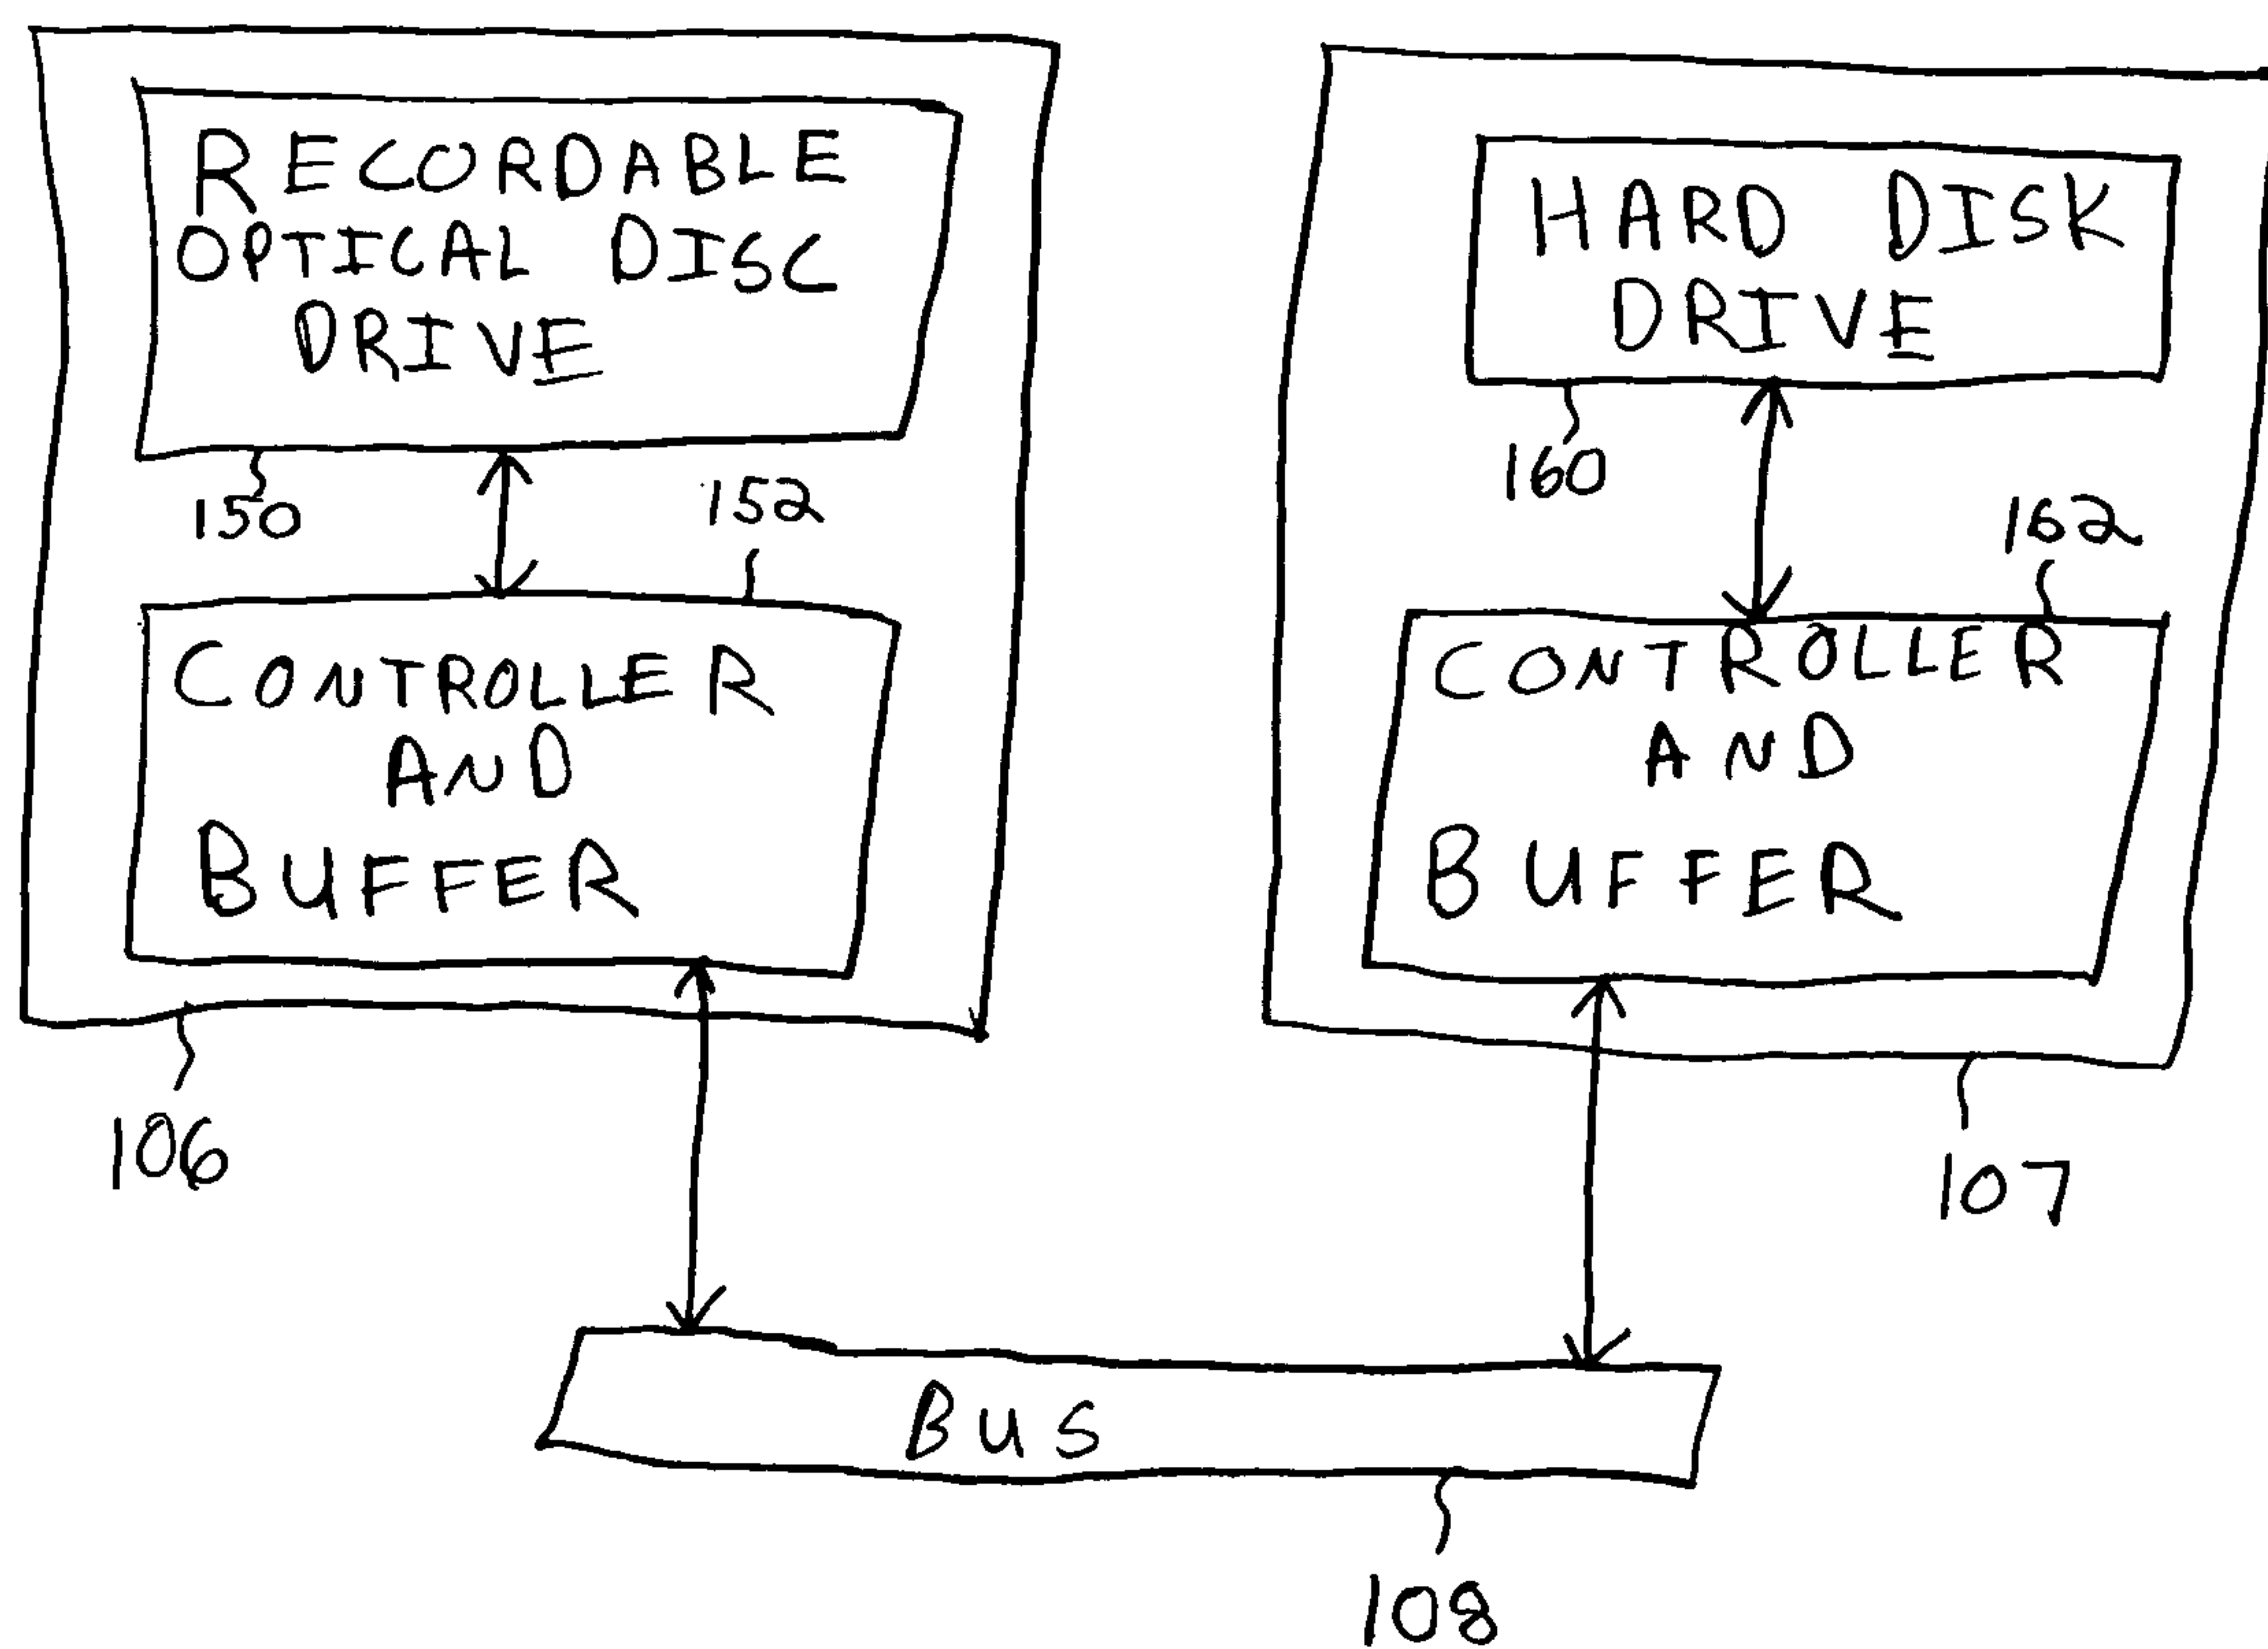 RECORDABLE
OPTICAL DISC
DRIVE
150
152
CONTROLLER
AND
BUFFER
106
HARD DISK
DRIVE
160
162
CONTROLLER
AND
BUFFER
107
BUS
108